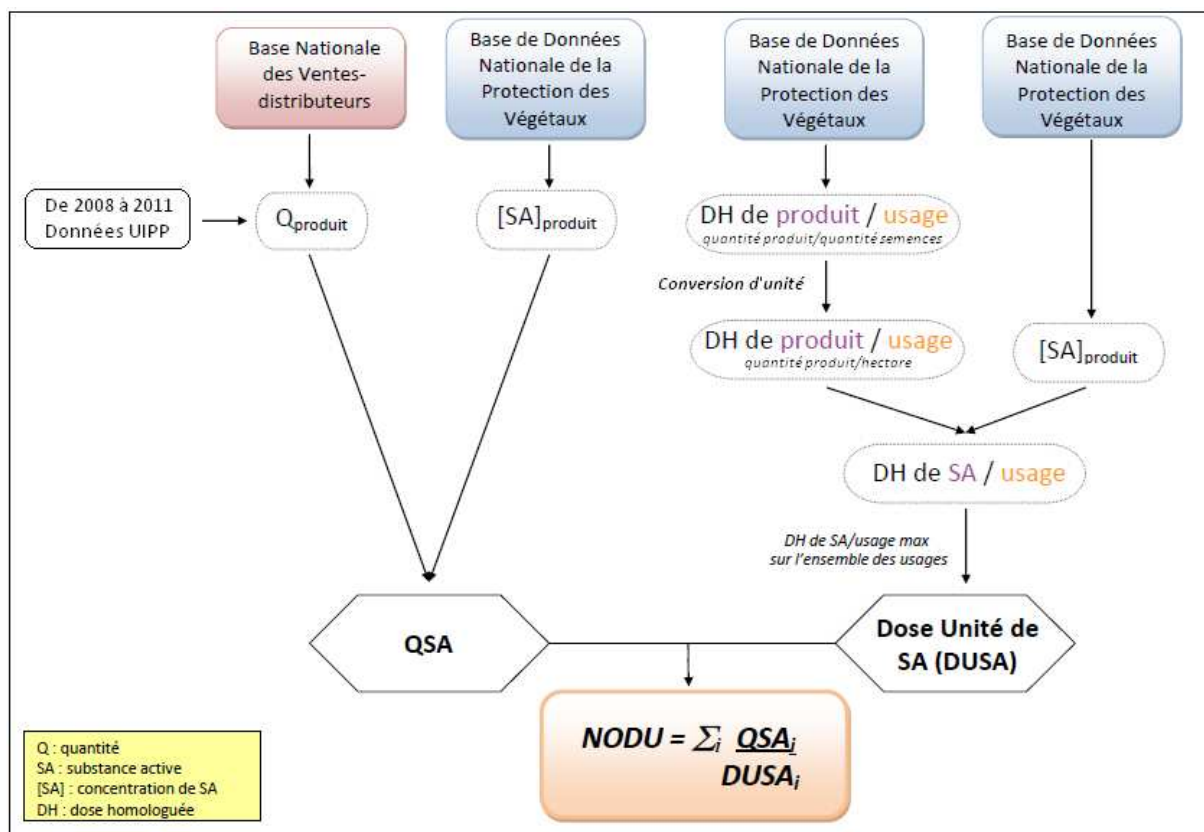 Base Nationale
des Ventes-
distributeurs
Base de Données
Nationale de la
Protection des
Végétaux
Base de Données
Nationale de la
Protection des
Végétaux
Base de Données
Nationale de la
Protection des
Végétaux
De 2008 à 2011
Données UIPP
Qproduit
[SA]produit
DH de produit / usage
quantité produit/quantité semences
Conversion d'unité
DH de produit / usage
quantité produit/hectare
[SA]produit
DH de SA / usage
DH de SA/usage max
sur l'ensemble des usages
QSA
Dose Unité de
SA (DUSA)
NODU = Σi QSAi
DUSAi
Q : quantité
SA : substance active
[SA] : concentration de SA
DH : dose homologuée